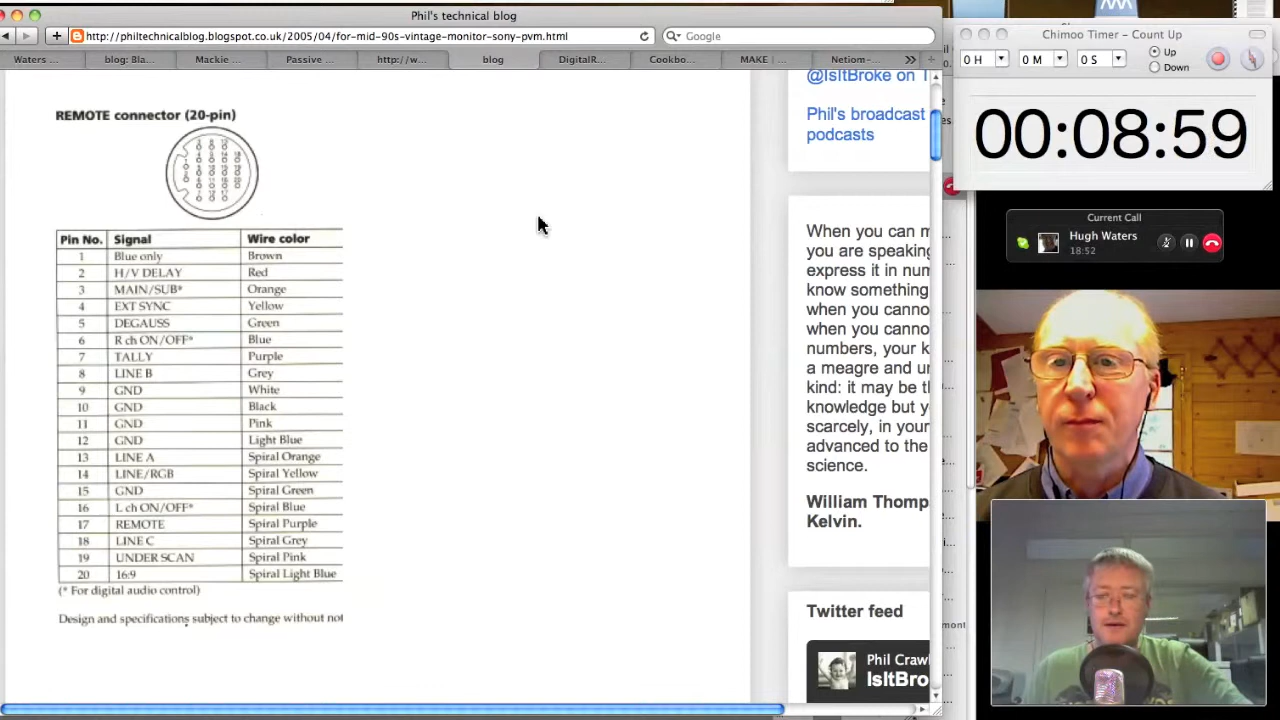 Phil's technical blog
http://philtechnicalblog.blogspot.co.uk/2005/04/for-mid-90s-vintage-monitor-sony-pvm.html
Google
Waters ...
blog: Bla...
Mackie ...
Passive ...
http://w...
blog
DigitalR...
Cookbo...
MAKE | ...
Netiom-...
REMOTE connector (20-pin)
Pin No. Signal Wire color
1 Blue only Brown
2 H/V DELAY Red
3 MAIN/SUB* Orange
4 EXT SYNC Yellow
5 DEGAUSS Green
6 R ch ON/OFF* Blue
7 TALLY Purple
8 LINE B Grey
9 GND White
10 GND Black
11 GND Pink
12 GND Light Blue
13 LINE A Spiral Orange
14 LINE/RGB Spiral Yellow
15 GND Spiral Green
16 L ch ON/OFF* Spiral Blue
17 REMOTE Spiral Purple
18 LINE C Spiral Grey
19 UNDER SCAN Spiral Pink
20 16:9 Spiral Light Blue
(* For digital audio control)
Design and specifications subject to change without not
@IsItBroke on T
Phil's broadcast
podcasts
When you can m
you are speaking
express it in num
know something
when you canno
when you cannot
numbers, your k
a meagre and un
kind: it may be th
knowledge but y
scarcely, in your
advanced to the
science.
William Thomp
Kelvin.
Twitter feed
Phil Crawl
IsItBro
Chimoo Timer – Count Up
0 H
0 M
0 S
Up
Down
00:08:59
Current Call
Hugh Waters
18:52